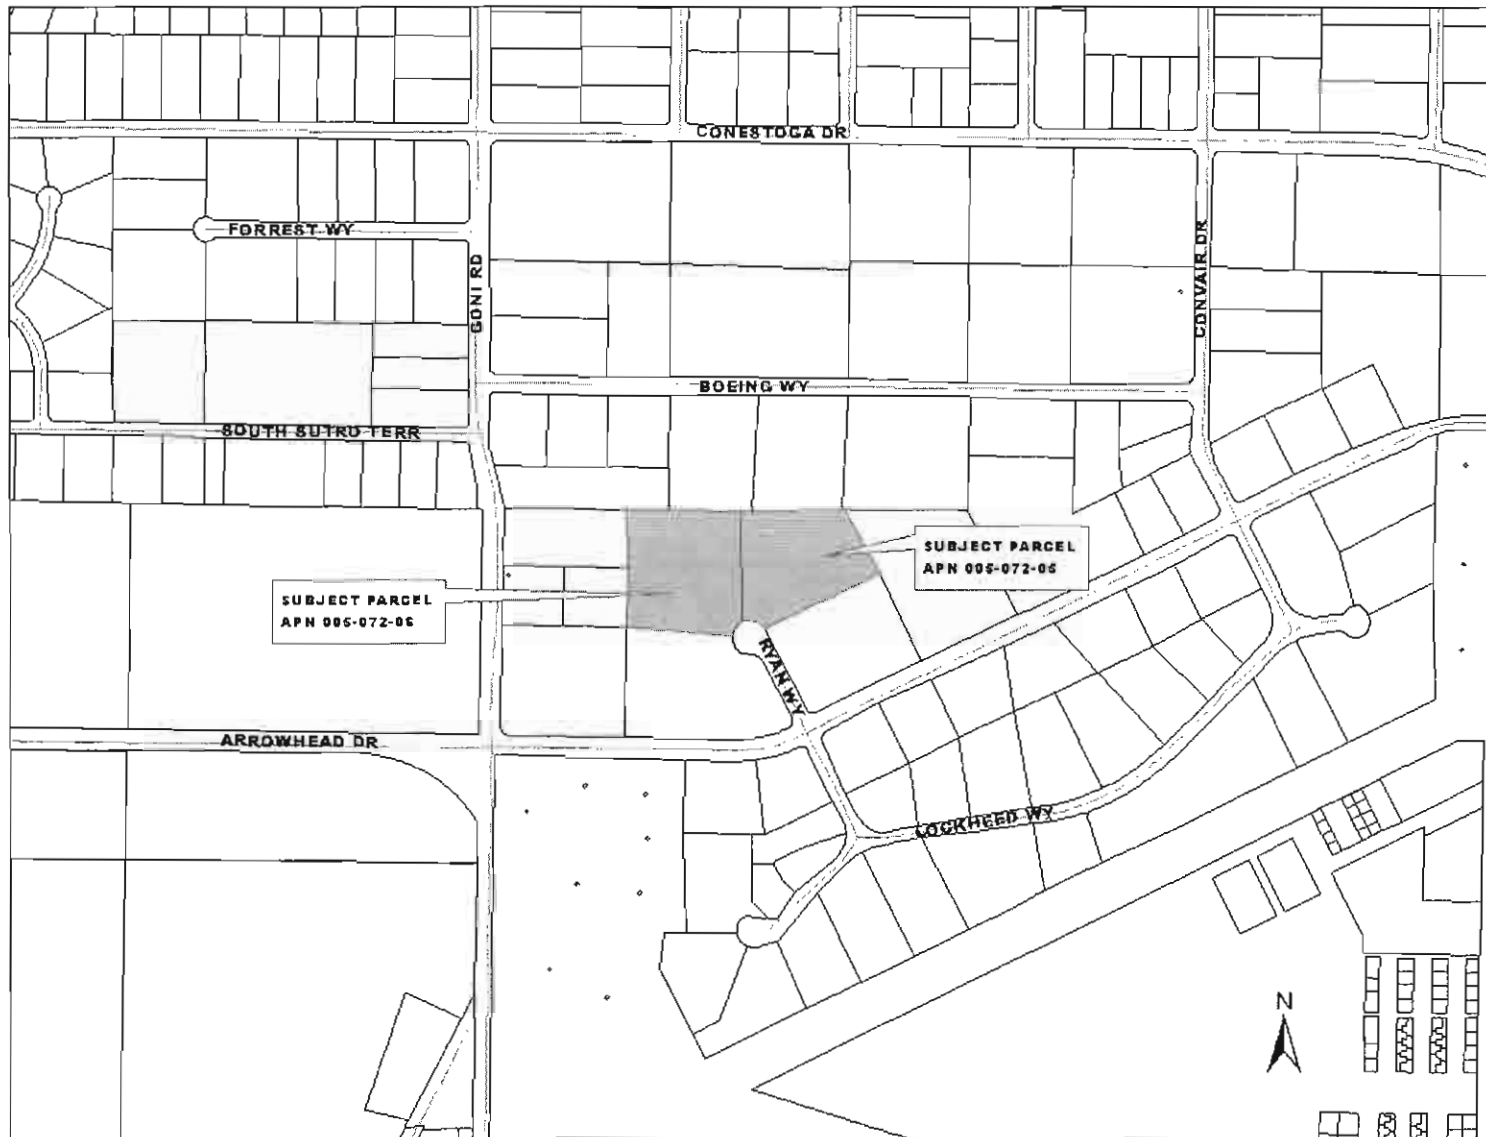 CONESTOGA DR
FORREST WY
GONI RD
CONVAIR DR
BOEING WY
SOUTH SUTRO TERR
SUBJECT PARCEL
APN 005-072-05
SUBJECT PARCEL
APN 005-072-06
RYAN WY
ARROWHEAD DR
LOCKHEED WY
N